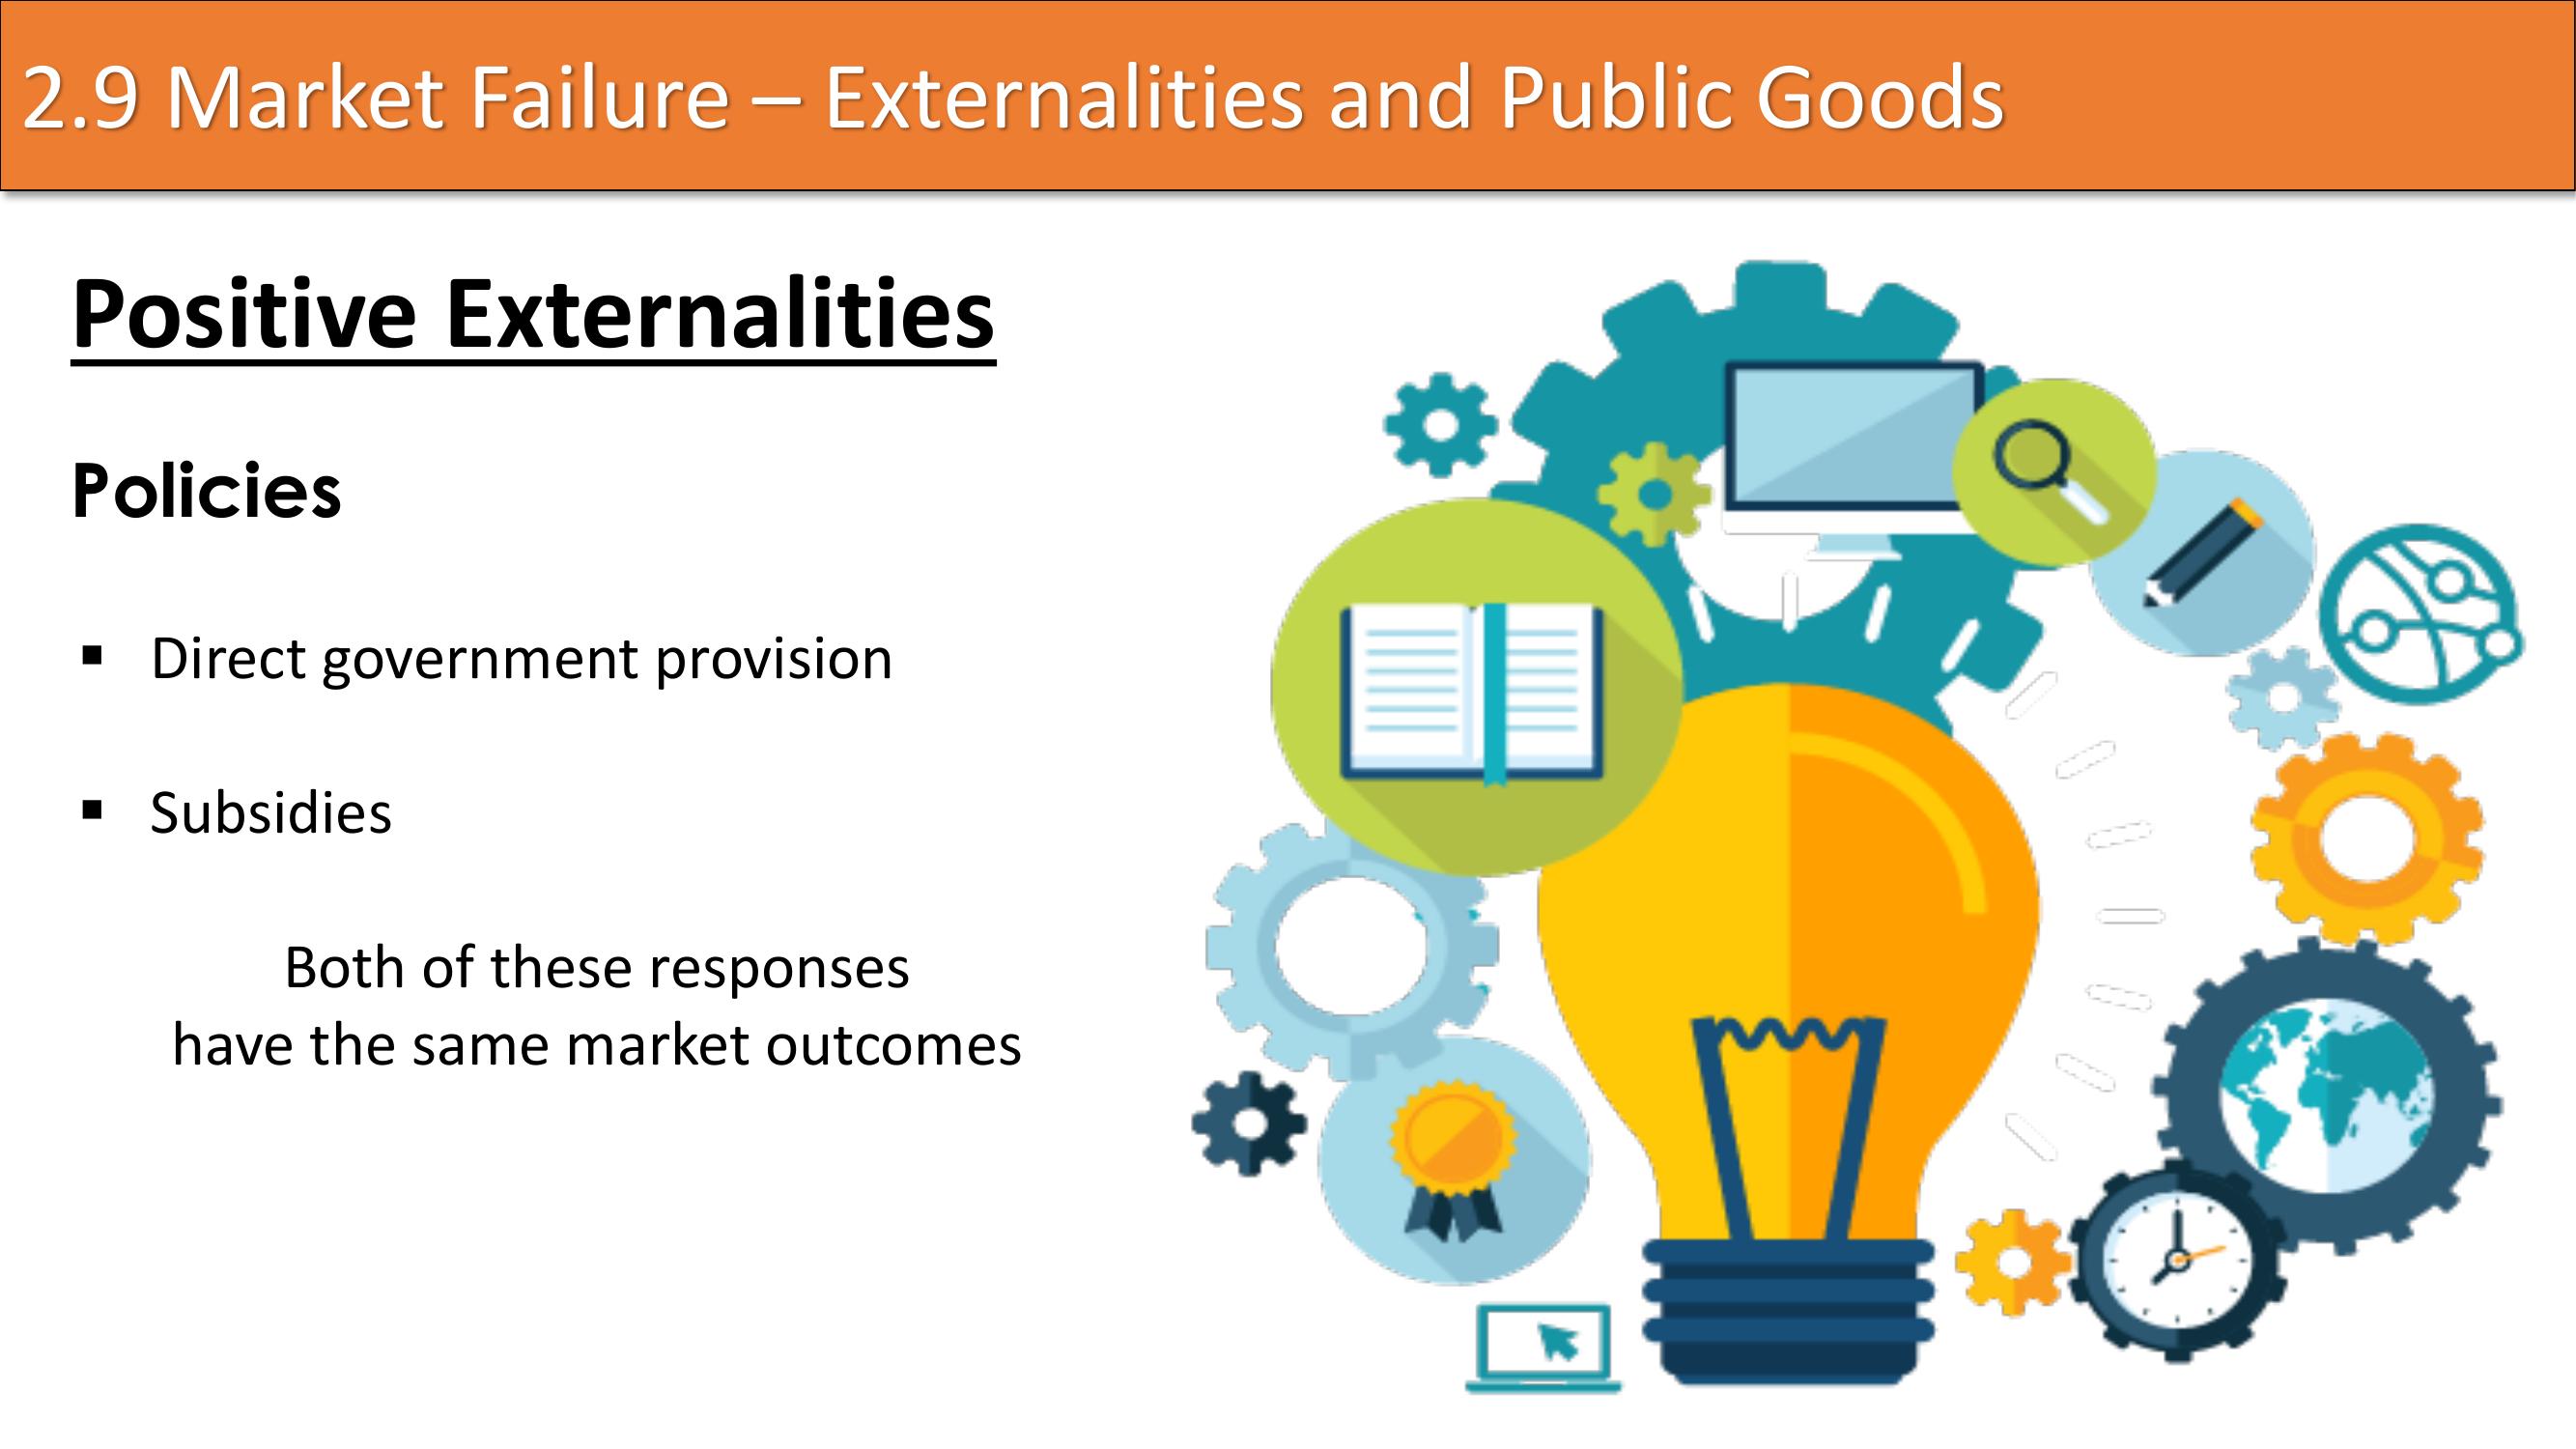 2.9 Market Failure – Externalities and Public Goods
Positive Externalities
Policies
▪ Direct government provision
▪ Subsidies
Both of these responses
have the same market outcomes